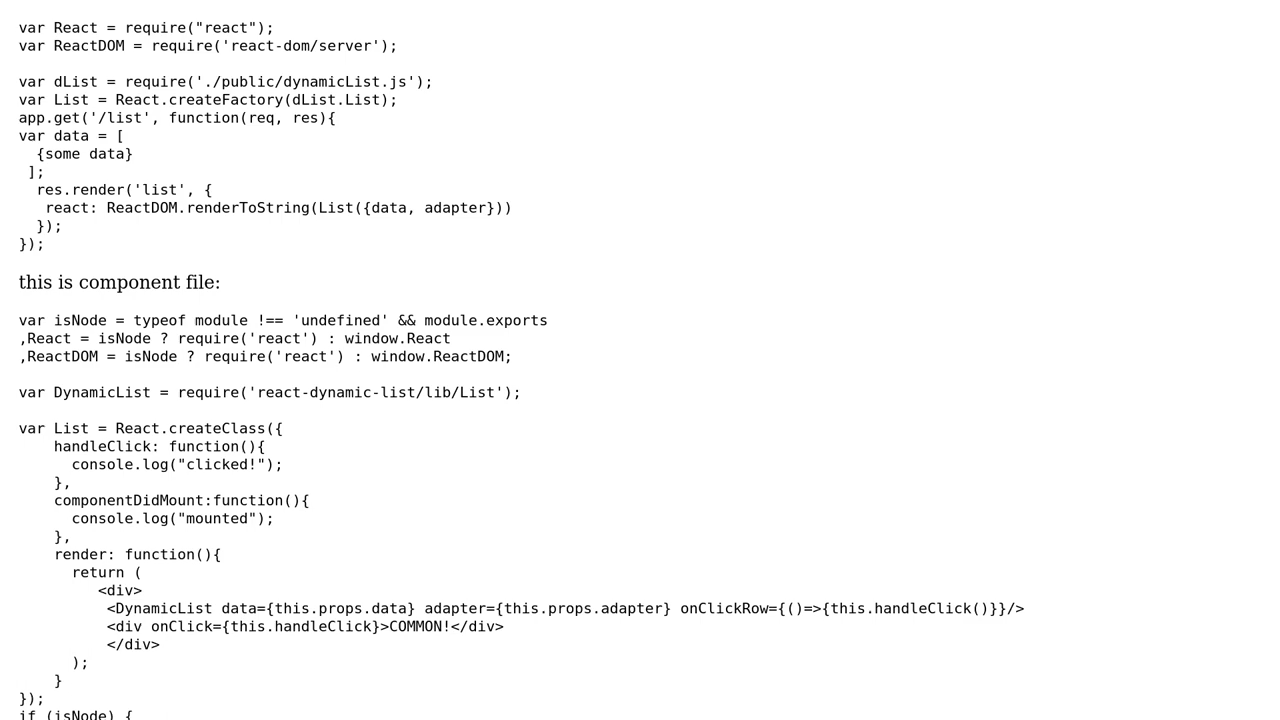 var React = require("react");
var ReactDOM = require('react-dom/server');

var dList = require('./public/dynamicList.js');
var List = React.createFactory(dList.List);
app.get('/list', function(req, res){
var data = [
  {some data}
 ];
  res.render('list', {
   react: ReactDOM.renderToString(List({data, adapter}))
  });
});

this is component file:

var isNode = typeof module !== 'undefined' && module.exports
,React = isNode ? require('react') : window.React
,ReactDOM = isNode ? require('react') : window.ReactDOM;

var DynamicList = require('react-dynamic-list/lib/List');

var List = React.createClass({
    handleClick: function(){
      console.log("clicked!");
    },
    componentDidMount:function(){
      console.log("mounted");
    },
    render: function(){
      return (
         <div>
          <DynamicList data={this.props.data} adapter={this.props.adapter} onClickRow={()=>{this.handleClick()}}/>
          <div onClick={this.handleClick}>COMMON!</div>
          </div>
      );
    }
});
if (isNode) {